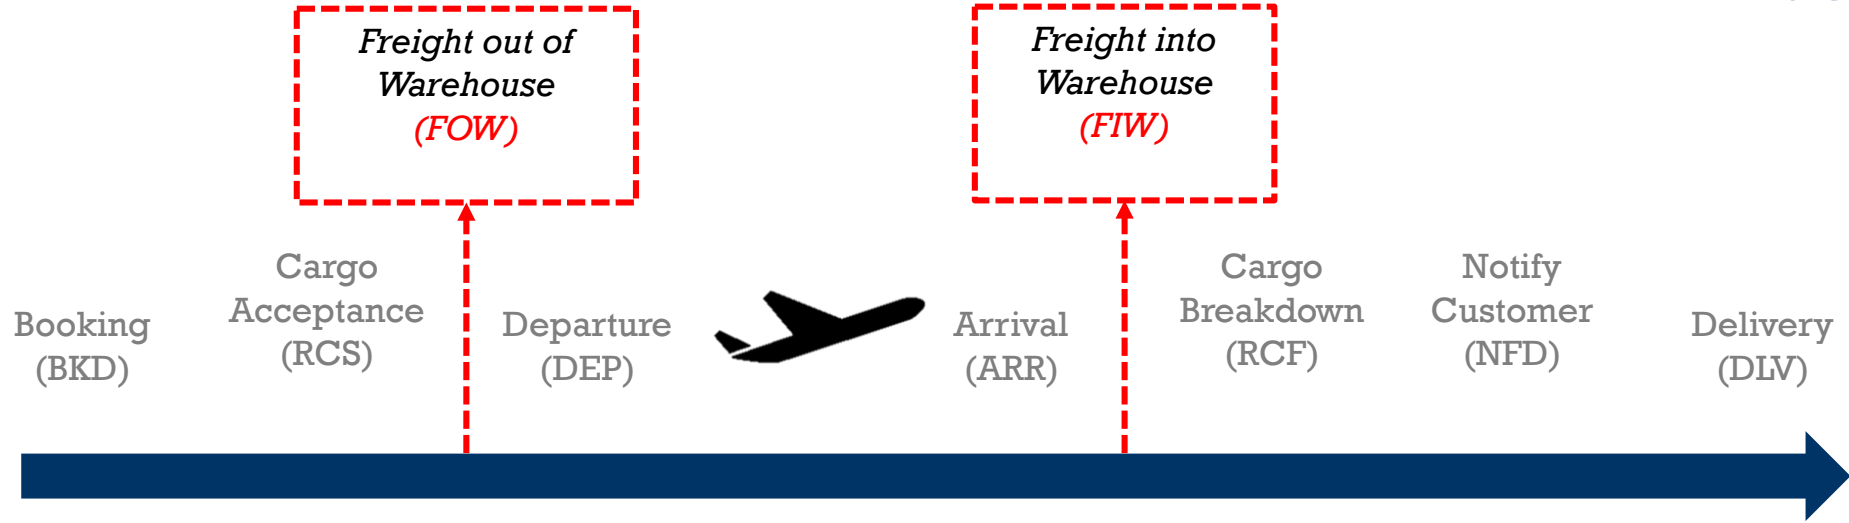 Freight out of
Warehouse
(FOW)
Freight into
Warehouse
(FIW)
Booking
(BKD)
Cargo
Acceptance
(RCS)
Departure
(DEP)
Arrival
(ARR)
Cargo
Breakdown
(RCF)
Notify
Customer
(NFD)
Delivery
(DLV)